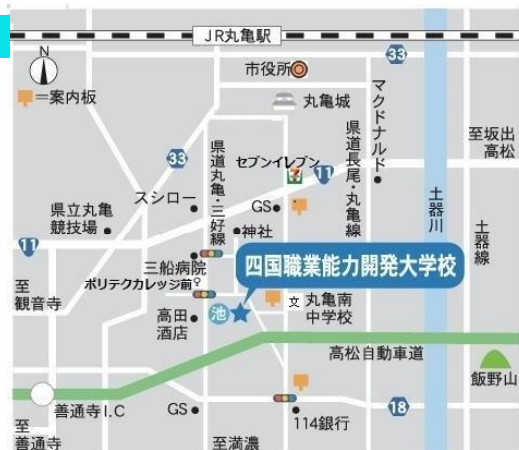 JR丸亀駅
N
33
市役所
=案内板
丸亀城
マクドナルド
至坂出
高松
33
県道丸亀・三好線
セブンイレブン
11
県道長尾・丸亀線
スシロー
GS
土器川
土器線
県立丸亀
競技場
神社
11
三船病院
四国職業能力開発大学校
至
観音寺
ポリテクカレッジ前
池
文
丸亀南
中学校
高田
酒店
高松自動車道
飯野山
善通寺I.C
GS
114銀行
18
至
善通寺
至満濃